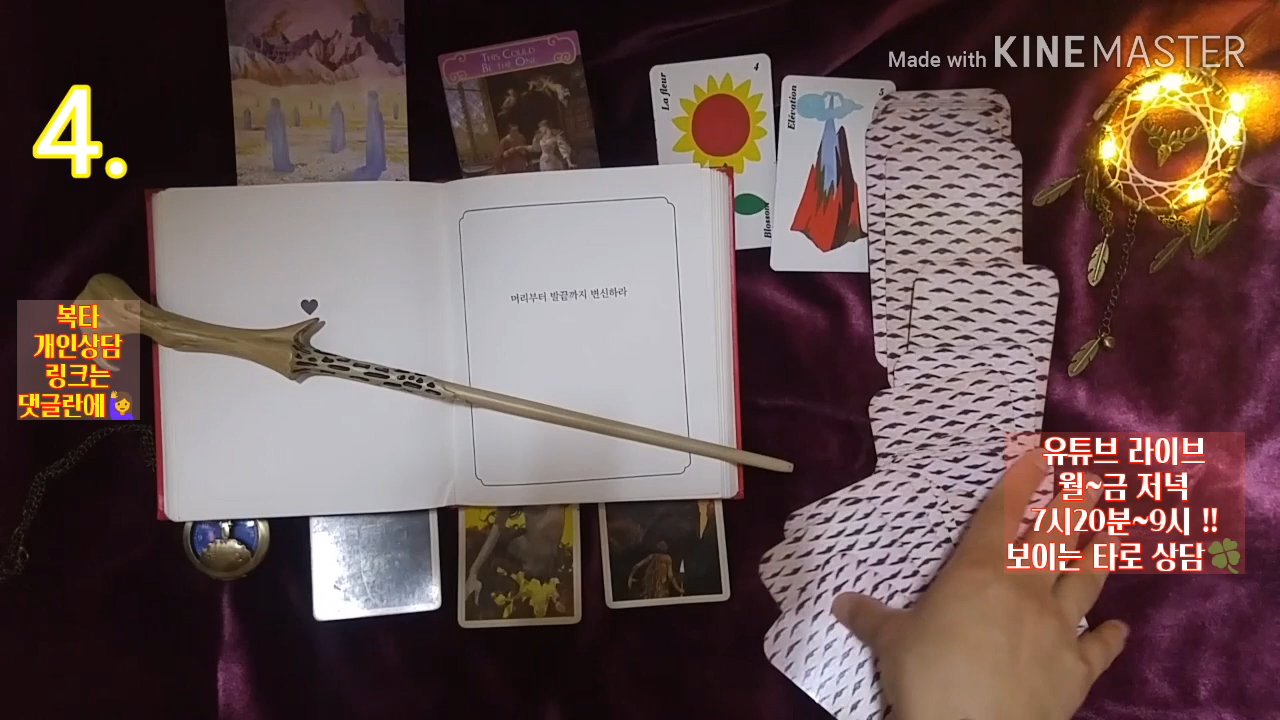 Made with KINEMASTER
4.
THIS COULD
BE THE ONE
La fleur
4
Blossom
Elévation
5
머리부터 발끝까지 변신하라
복타
개인상담
링크는
댓글란에
유튜브 라이브
월~금 저녁
7시20분~9시 !!
보이는 타로 상담